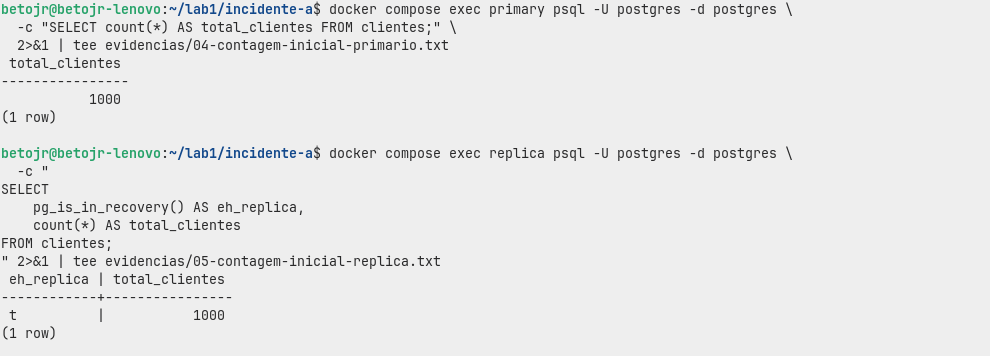 betojr@betojr-lenovo:~/lab1/incidente-a$ docker compose exec primary psql -U postgres -d postgres \
  -c "SELECT count(*) AS total_clientes FROM clientes;" \
  2>&1 | tee evidencias/04-contagem-inicial-primario.txt
 total_clientes
----------------
           1000
(1 row)

betojr@betojr-lenovo:~/lab1/incidente-a$ docker compose exec replica psql -U postgres -d postgres \
  -c "
SELECT
    pg_is_in_recovery() AS eh_replica,
    count(*) AS total_clientes
FROM clientes;
" 2>&1 | tee evidencias/05-contagem-inicial-replica.txt
 eh_replica | total_clientes
------------+----------------
 t          |           1000
(1 row)